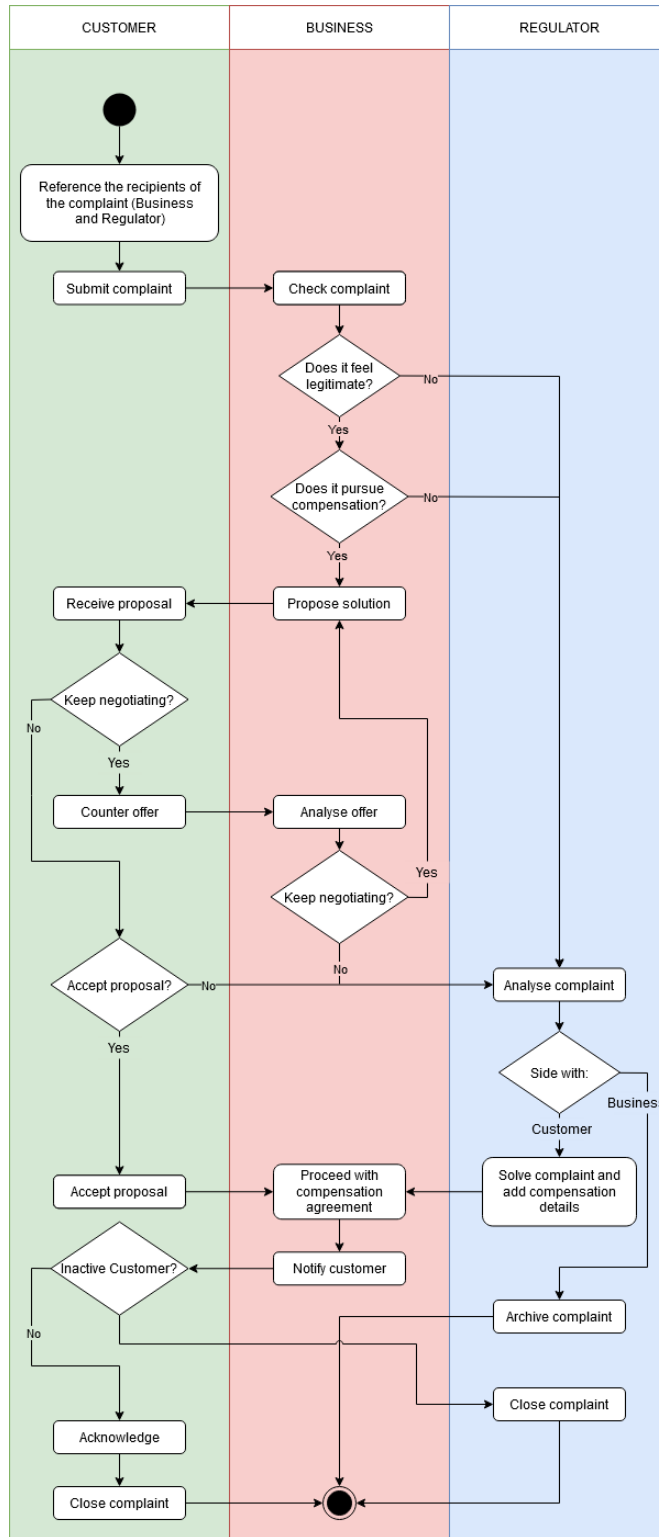 CUSTOMER
BUSINESS
REGULATOR
Reference the recipients of
the complaint (Business
and Regulator)
Submit complaint
Check complaint
Does it feel
legitimate?
No
Yes
Does it pursue
compensation?
No
Yes
Receive proposal
Propose solution
Keep negotiating?
No
Yes
Counter offer
Analyse offer
Yes
Keep negotiating?
No
Accept proposal?
No
Analyse complaint
Yes
Side with:
Business
Customer
Accept proposal
Proceed with
compensation
agreement
Solve complaint and
add compensation
details
Inactive Customer?
Notify customer
No
Archive complaint
Close complaint
Acknowledge
Close complaint